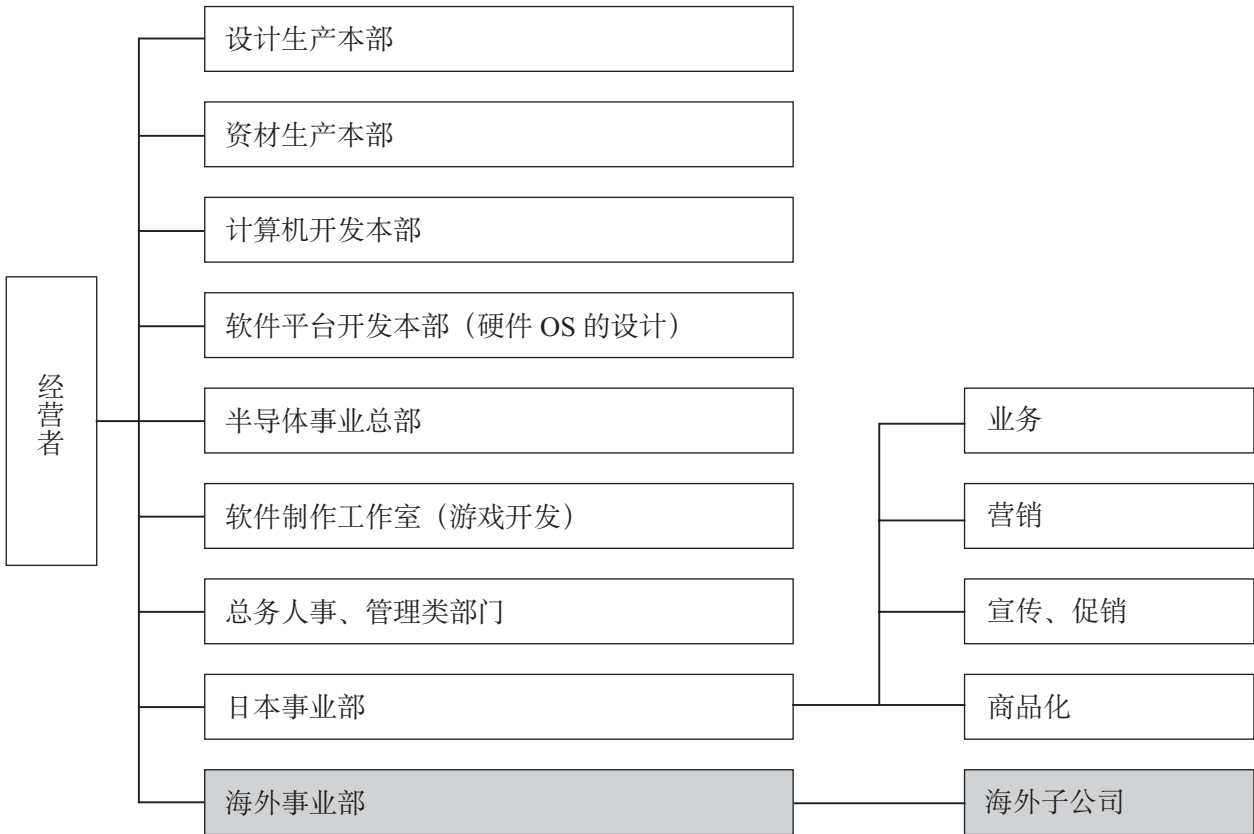 设计生产本部
资材生产本部
计算机开发本部
软件平台开发本部（硬件 OS 的设计）
经营者
半导体事业总部
业务
软件制作工作室（游戏开发）
营销
总务人事、管理类部门
宣传、促销
日本事业部
商品化
海外事业部
海外子公司